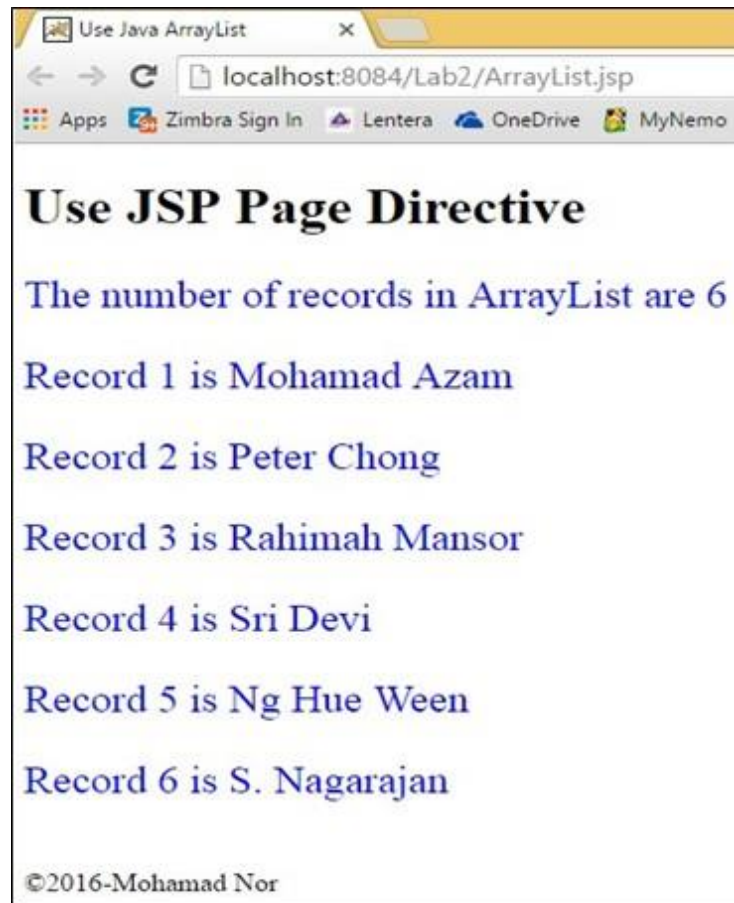 Use Java ArrayList
localhost:8084/Lab2/ArrayList.jsp
Apps Zimbra Sign In Lentera OneDrive MyNemo
Use JSP Page Directive
The number of records in ArrayList are 6
Record 1 is Mohamad Azam
Record 2 is Peter Chong
Record 3 is Rahimah Mansor
Record 4 is Sri Devi
Record 5 is Ng Hue Ween
Record 6 is S. Nagarajan
©2016-Mohamad Nor